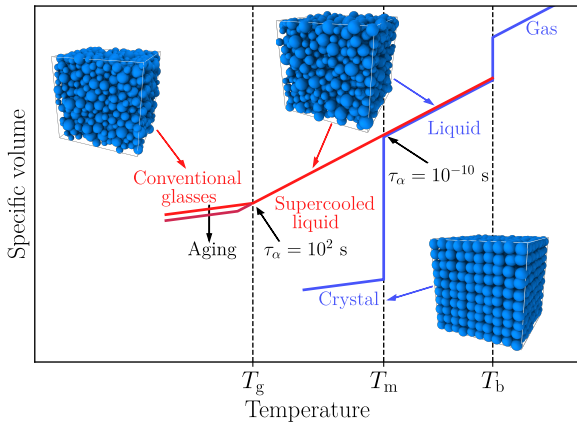 Gas
Liquid
τα = 10⁻¹⁰ s
Conventional
glasses
Supercooled
liquid
Aging
τα = 10² s
Crystal
Specific volume
Tg
Tm
Tb
Temperature